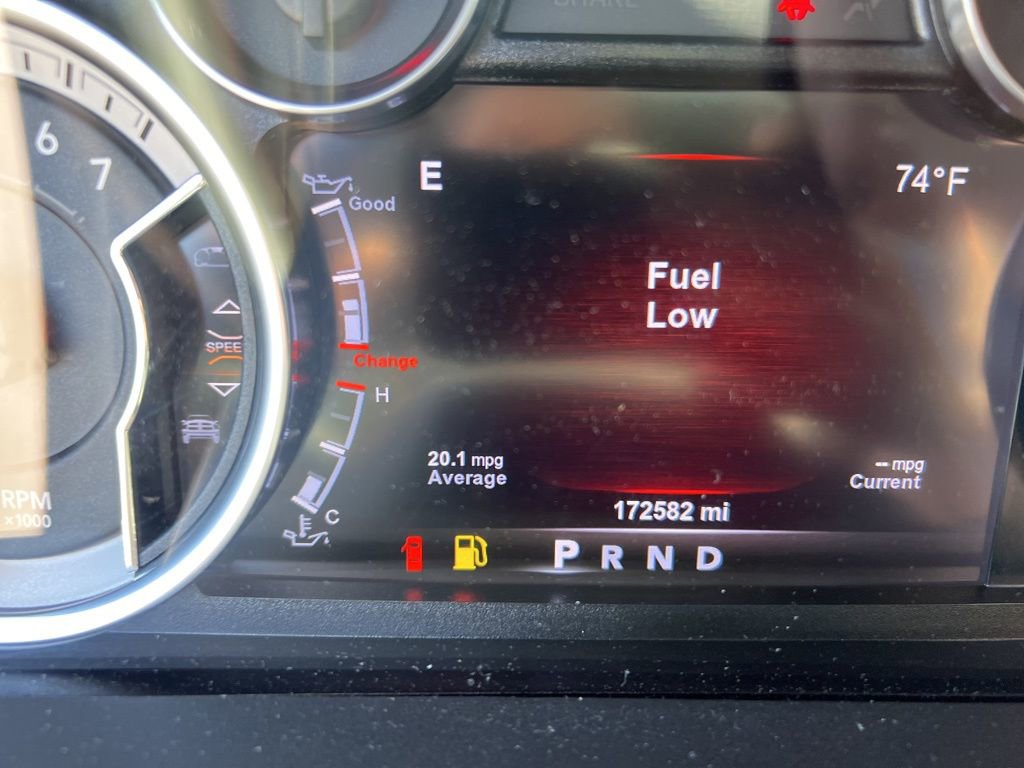 6
7
SPEE
RPM
x1000
Good
Change
H
C
E
74°F
Fuel
Low
20.1 mpg
Average
-- mpg
Current
172582 mi
P R N D